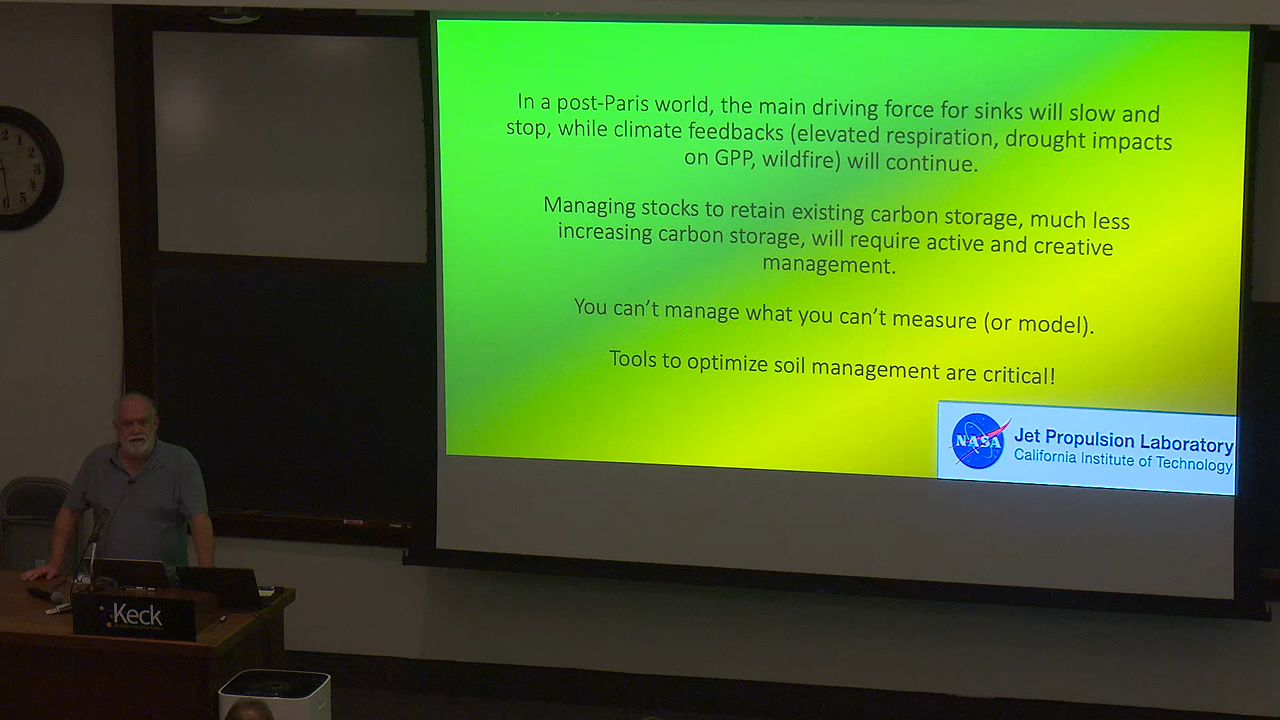 In a post-Paris world, the main driving force for sinks will slow and
stop, while climate feedbacks (elevated respiration, drought impacts
on GPP, wildfire) will continue.
Managing stocks to retain existing carbon storage, much less
increasing carbon storage, will require active and creative
management.
You can't manage what you can't measure (or model).
Tools to optimize soil management are critical!
NASA
Jet Propulsion Laboratory
California Institute of Technology
Keck